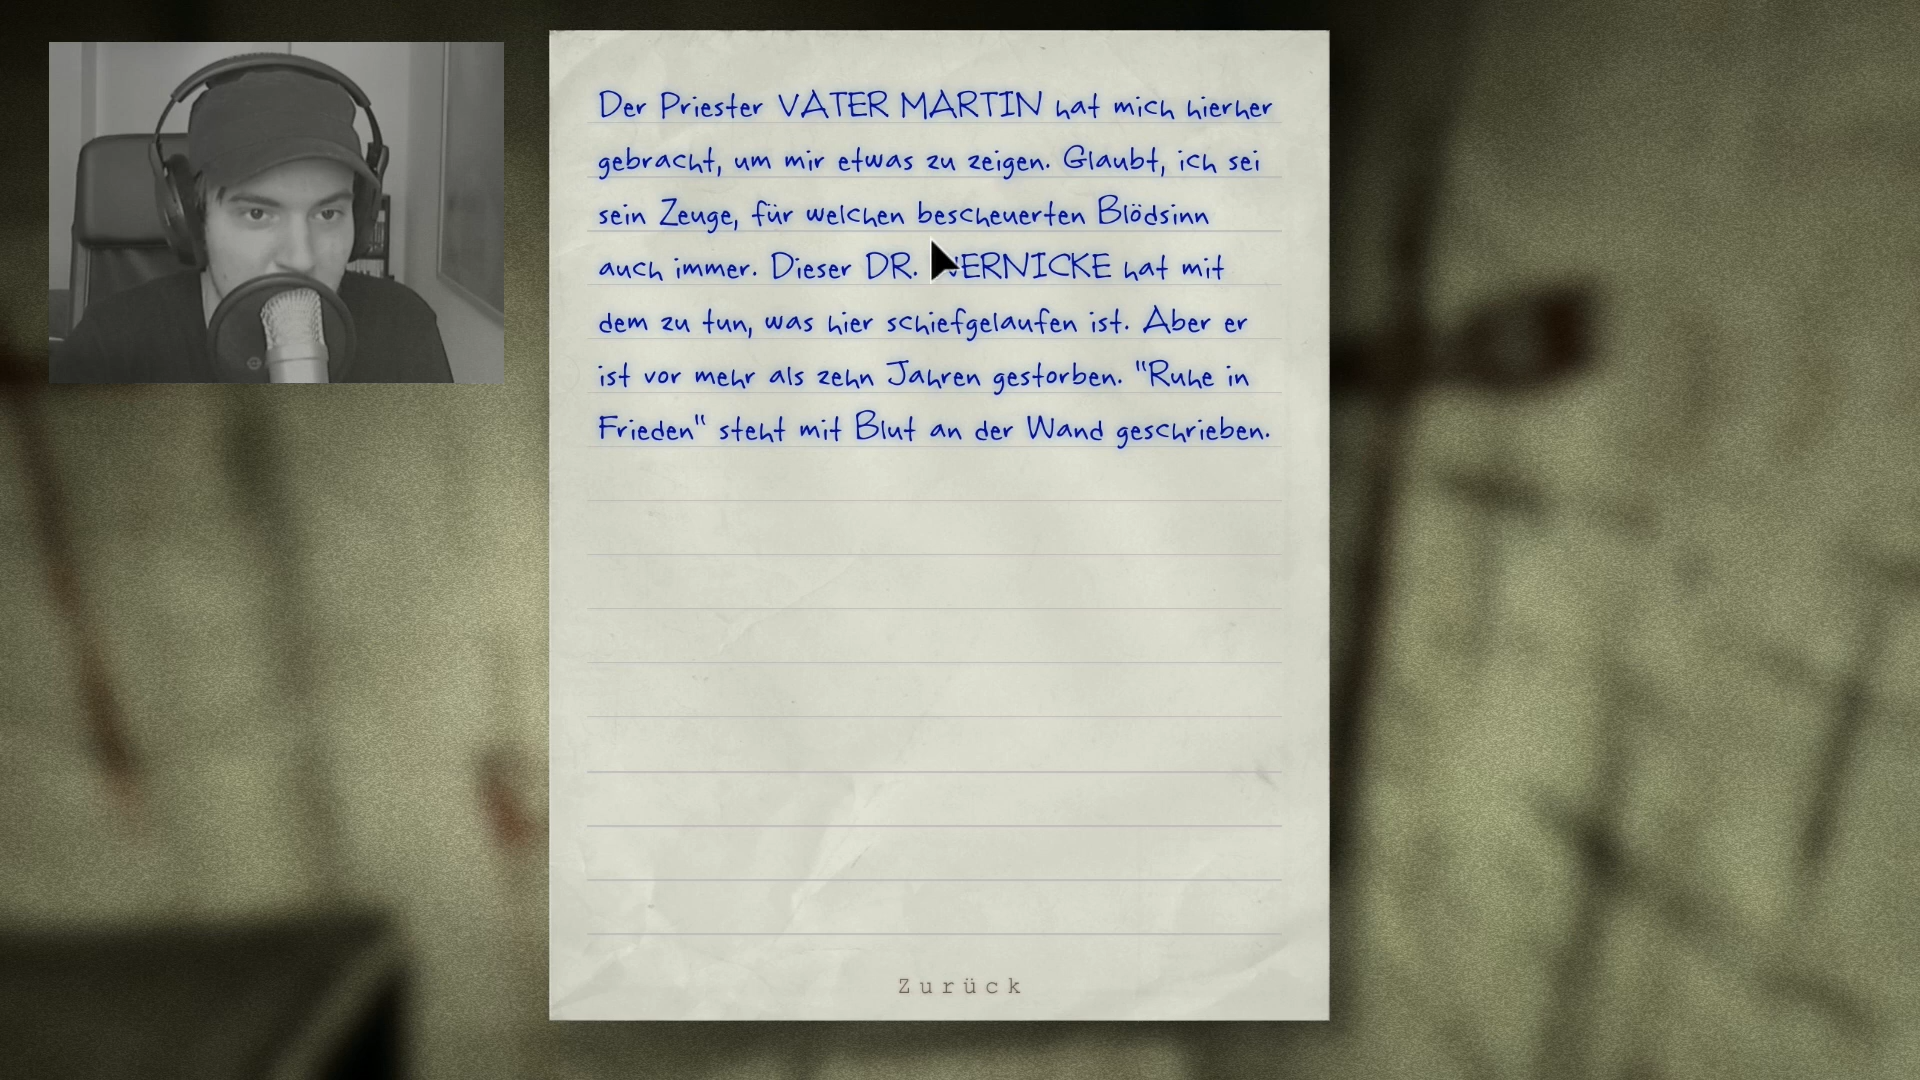 Der Priester VATER MARTIN hat mich hierher
gebracht, um mir etwas zu zeigen. Glaubt, ich sei
sein Zeuge, für welchen bescheuerten Blödsinn
auch immer. Dieser DR. WERNICKE hat mit
dem zu tun, was hier schiefgelaufen ist. Aber er
ist vor mehr als zehn Jahren gestorben. "Ruhe in
Frieden" steht mit Blut an der Wand geschrieben.
Zurück